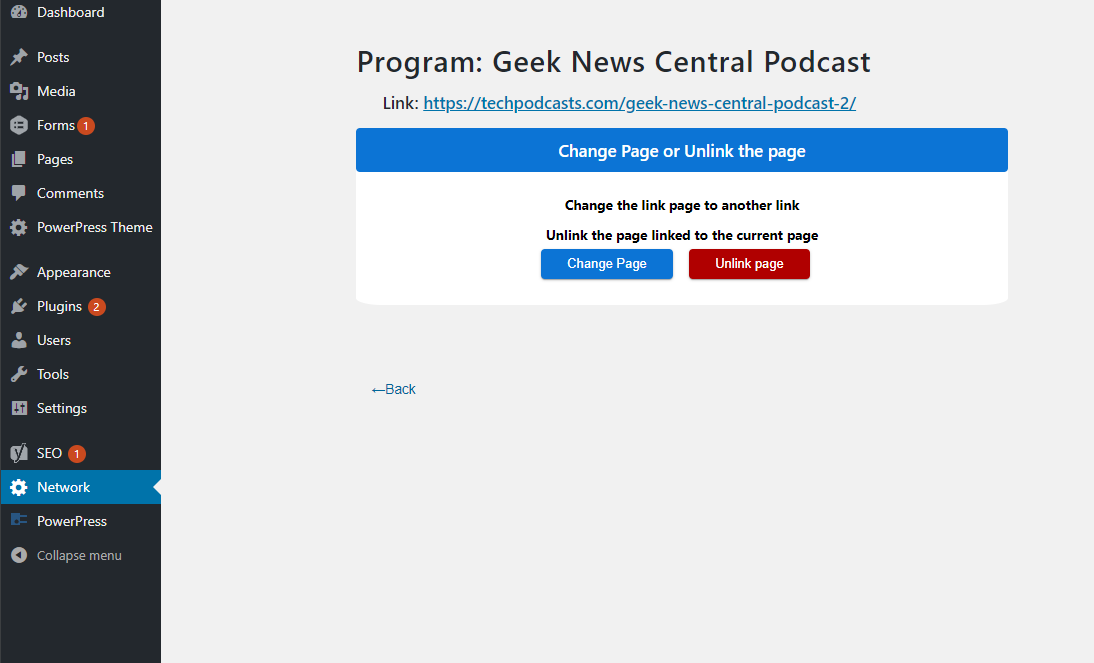 Dashboard
Posts
Media
Forms 1
Pages
Comments
PowerPress Theme
Appearance
Plugins 2
Users
Tools
Settings
SEO 1
Network
PowerPress
Collapse menu
Program: Geek News Central Podcast
Link: https://techpodcasts.com/geek-news-central-podcast-2/
Change Page or Unlink the page
Change the link page to another link
Unlink the page linked to the current page
Change Page Unlink page
←Back